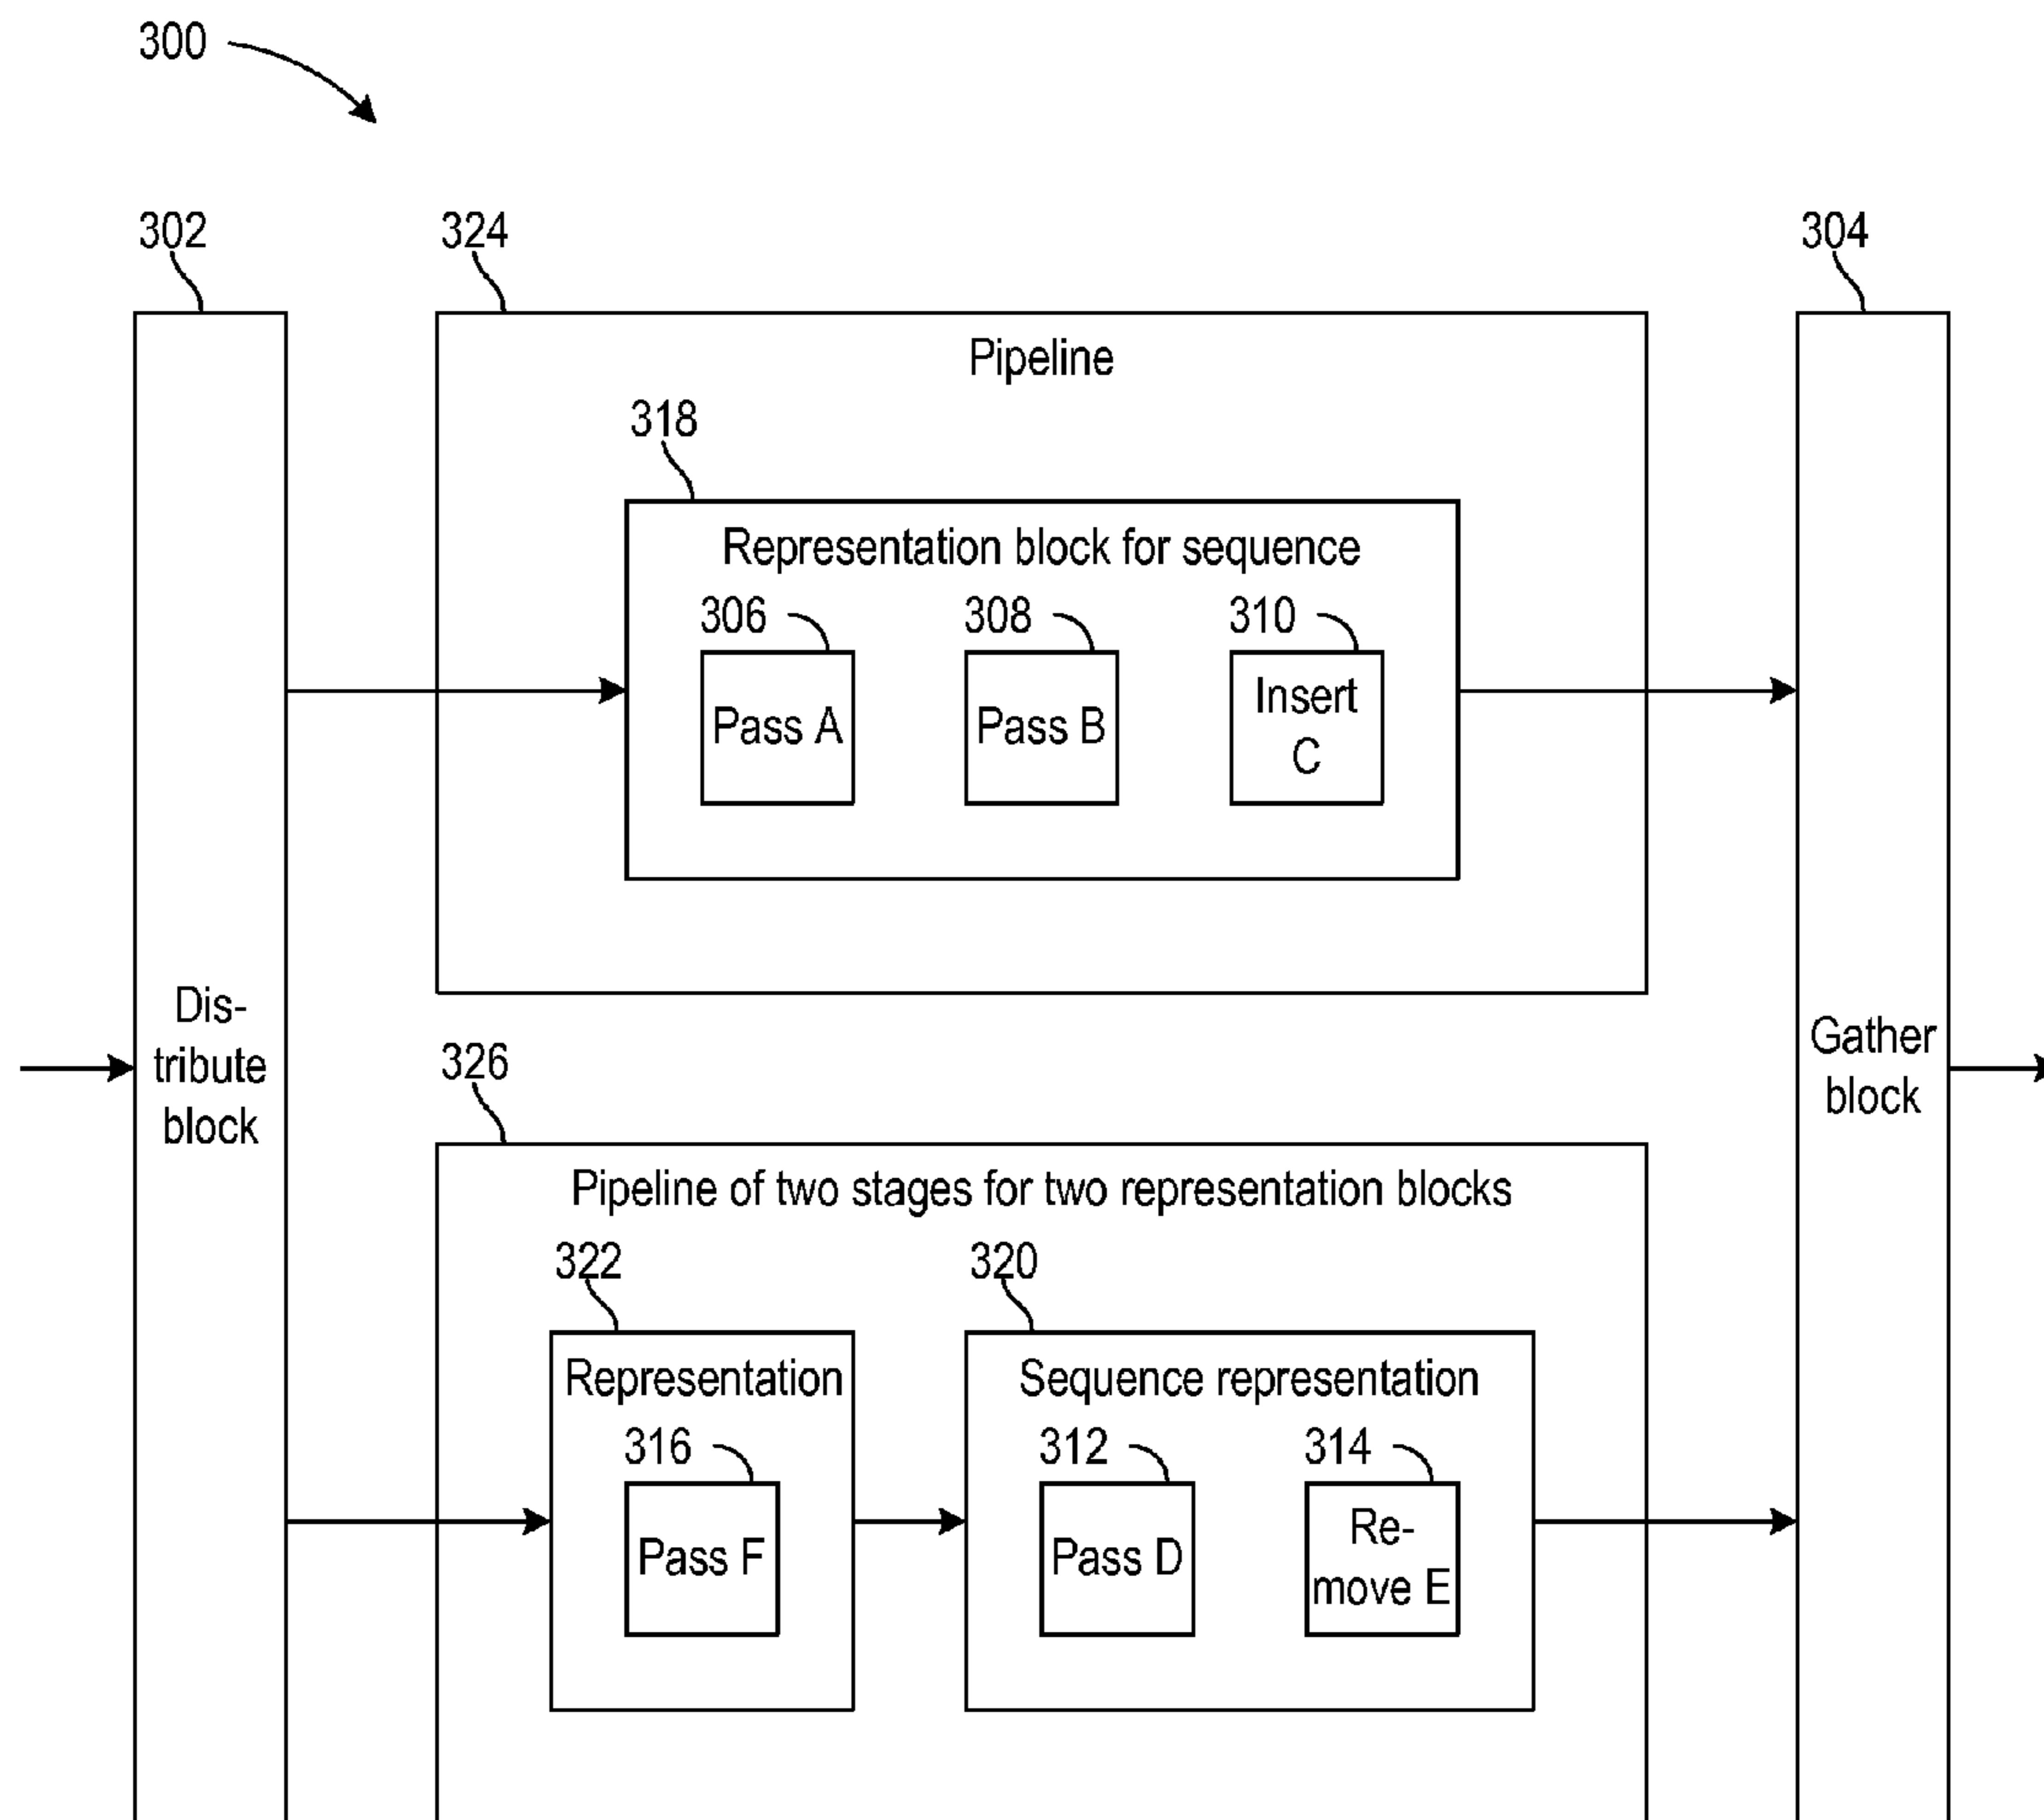 300
302
324
304
Pipeline
318
Representation block for sequence
306
308
310
Pass A
Pass B
Insert
C
Dis-
tribute
block
Gather
block
326
Pipeline of two stages for two representation blocks
322
320
Representation
Sequence representation
316
312
314
Pass F
Pass D
Re-
move E